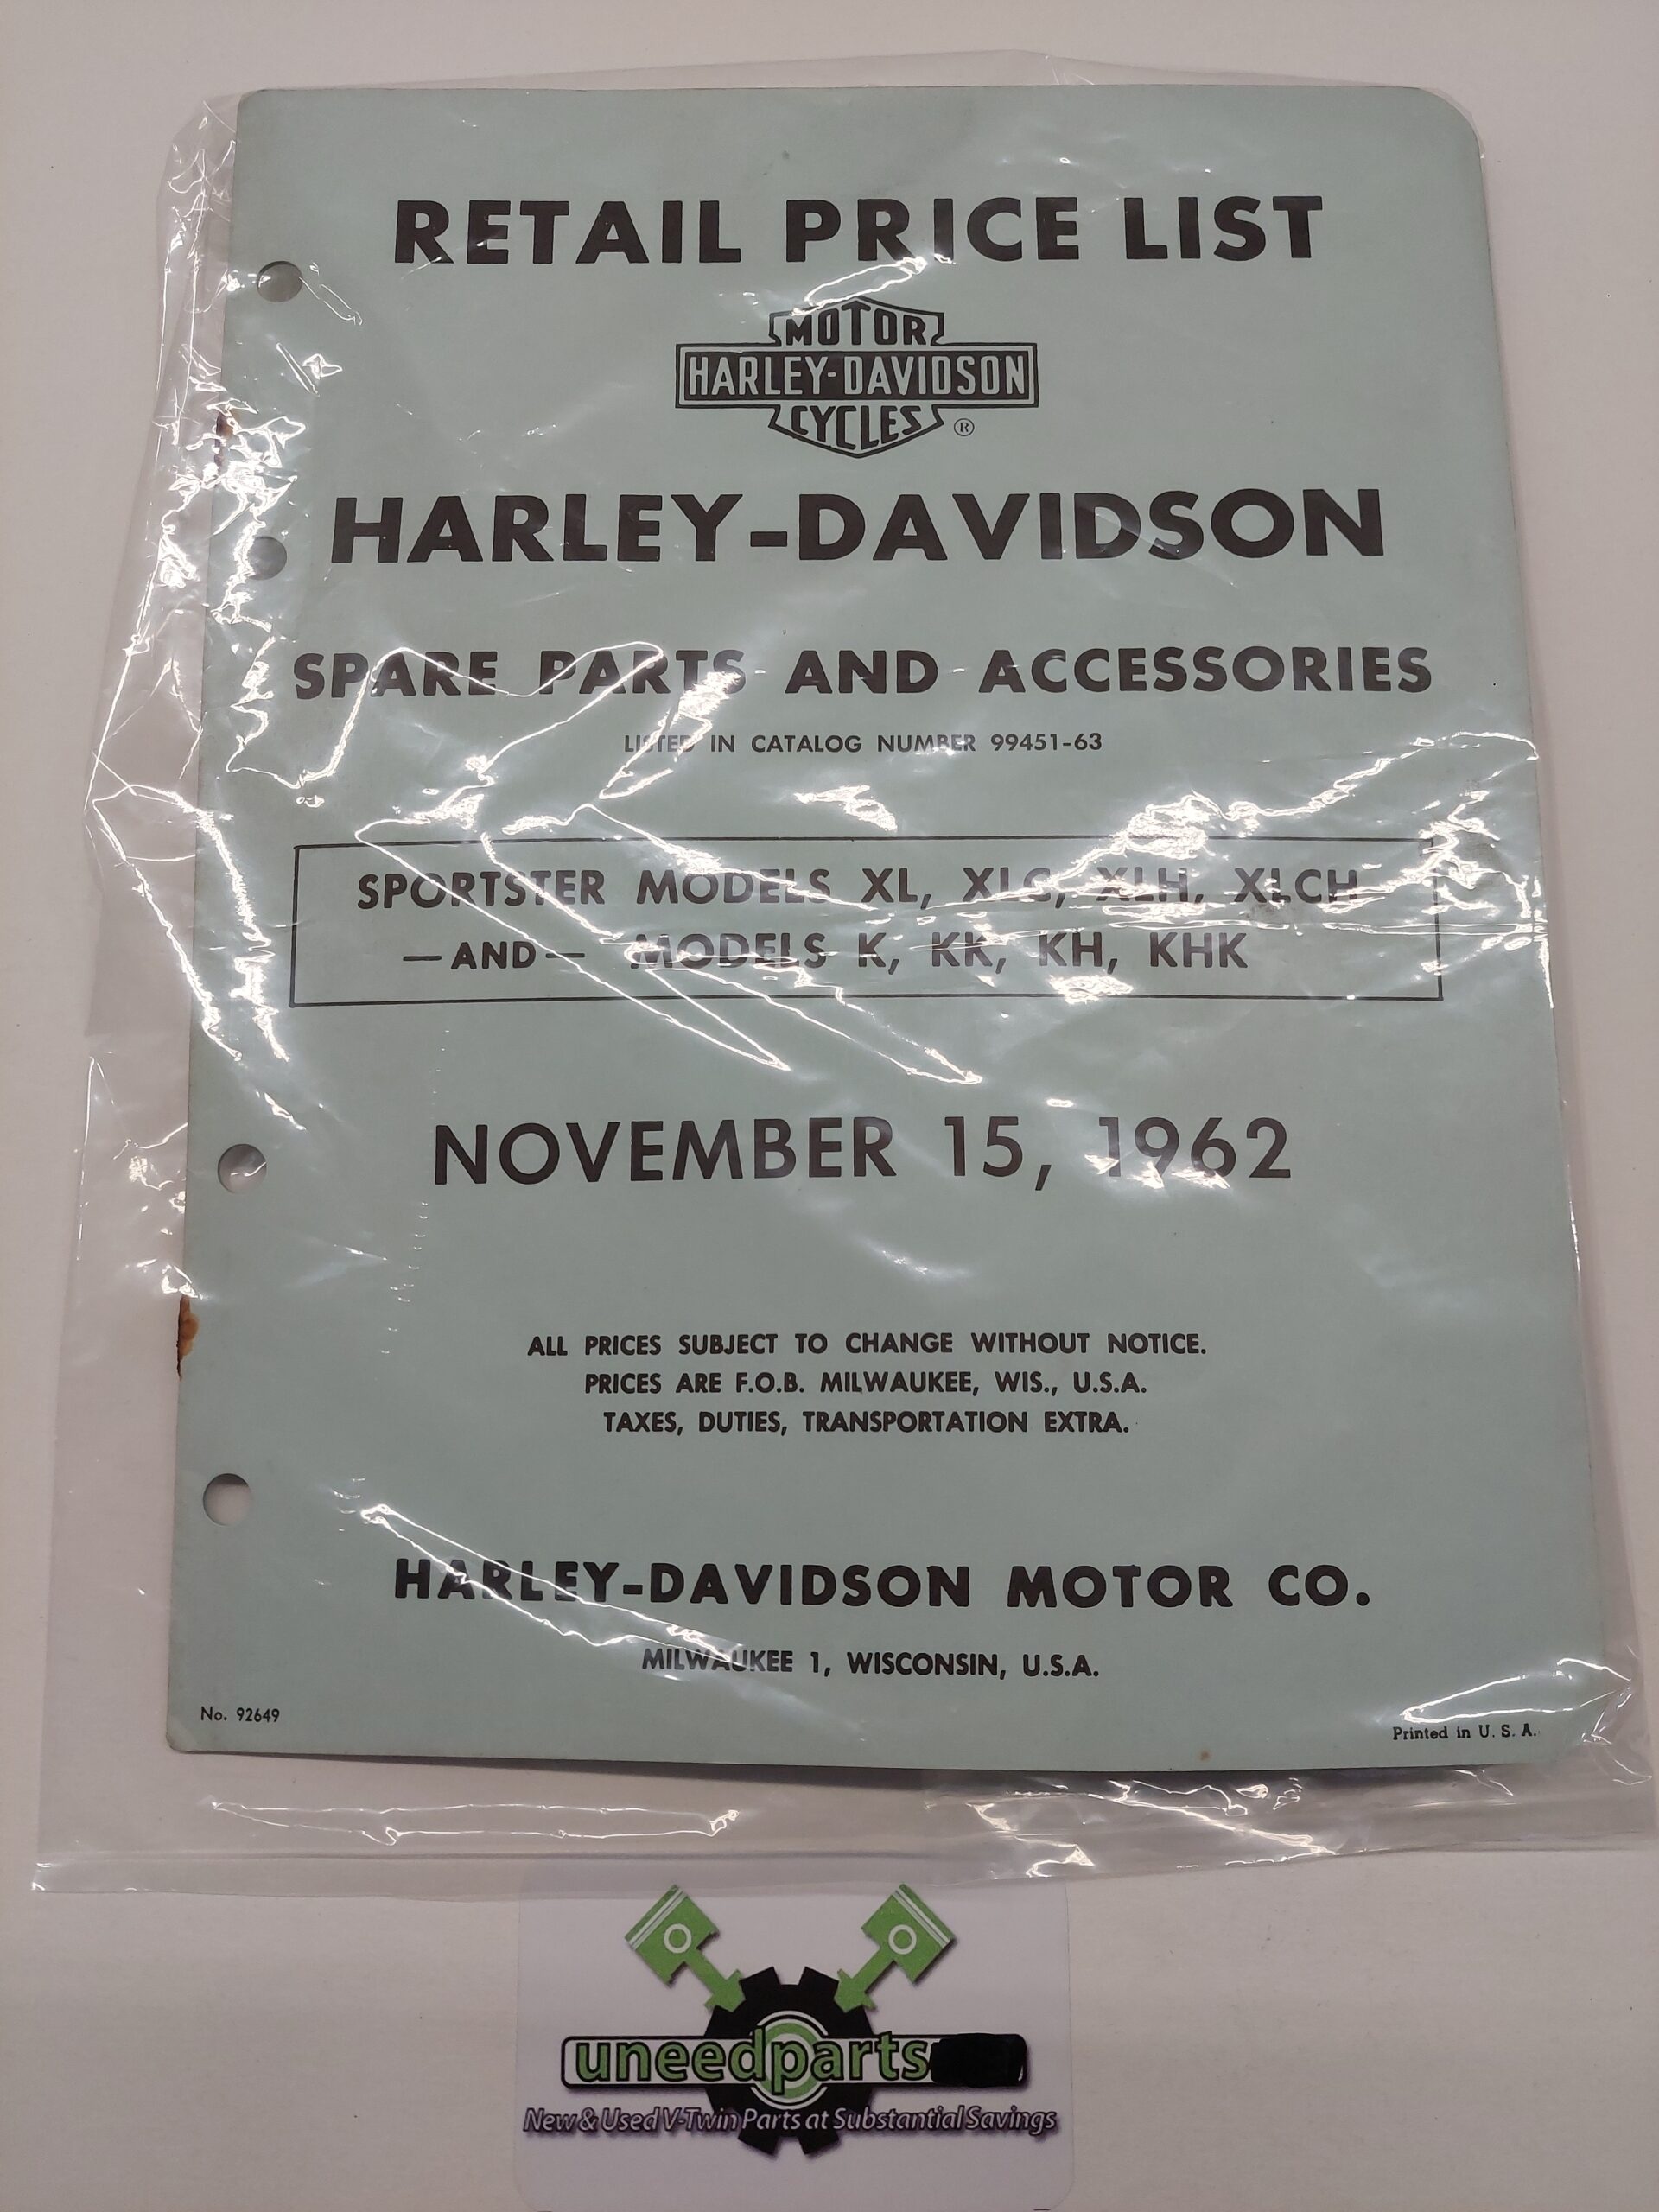 RETAIL PRICE LIST
MOTOR
HARLEY-DAVIDSON
CYCLES ®
HARLEY-DAVIDSON
SPARE PARTS AND ACCESSORIES
LISTED IN CATALOG NUMBER 99451-63
SPORTSTER MODELS XL, XLC, XLH, XLCH
—AND— MODELS K, KK, KH, KHK
NOVEMBER 15, 1962
ALL PRICES SUBJECT TO CHANGE WITHOUT NOTICE.
PRICES ARE F.O.B. MILWAUKEE, WIS., U.S.A.
TAXES, DUTIES, TRANSPORTATION EXTRA.
HARLEY-DAVIDSON MOTOR CO.
MILWAUKEE 1, WISCONSIN, U.S.A.
No. 92649
Printed in U. S. A.
uneedparts
New & Used V-Twin Parts at Substantial Savings